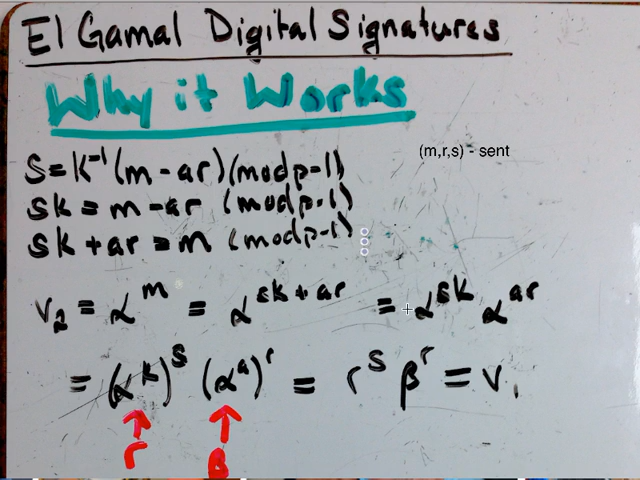 El Gamal Digital Signatures
Why it Works
(m,r,s) - sent
S=K⁻¹(m-ar)(mod p-1)
sk=m-ar (mod p-1)
sk+ar=m (mod p-1)
v₂ = α^m = α^(sk+ar) = α^(sk) α^(ar)
= (α^k)^s (α^a)^r = r^s β^r = v₁
r β